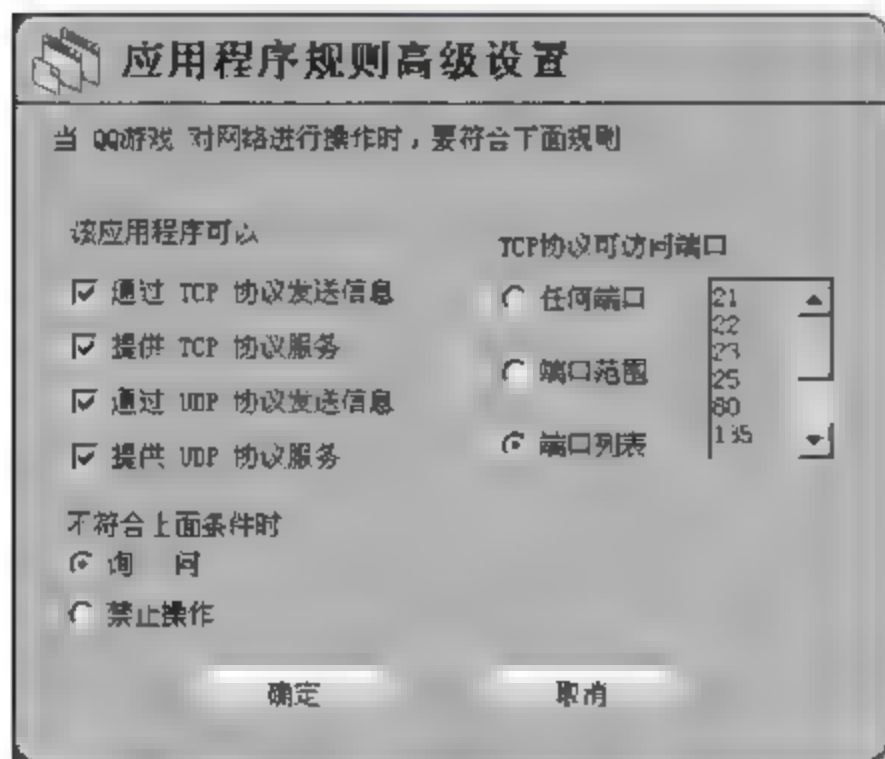 应用程序规则高级设置
当 QQ游戏 对网络进行操作时，要符合下面规则
该应用程序可以
通过 TCP 协议发送信息
提供 TCP 协议服务
通过 UDP 协议发送信息
提供 UDP 协议服务
不符合上面条件时
询 问
禁止操作
TCP协议可访问端口
任何端口
端口范围
端口列表
21
22
23
25
80
135
确定
取消